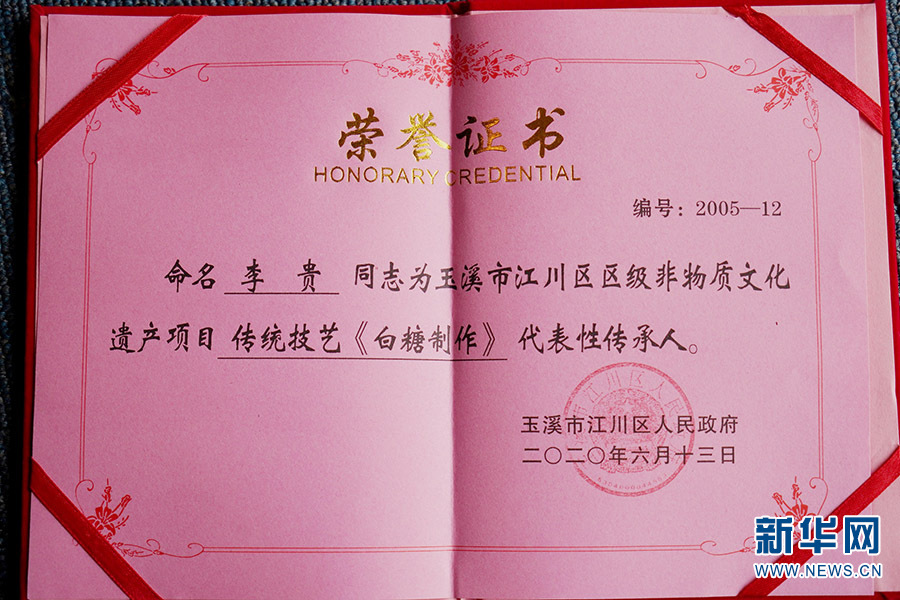 荣誉证书
HONORARY CREDENTIAL
编号：2005—12
命名 李 贵 同志为玉溪市江川区区级非物质文化
遗产项目 传统技艺《白糖制作》 代表性传承人。
玉溪市江川区人民政府
二〇二〇年六月十三日
新华网
WWW.NEWS.CN